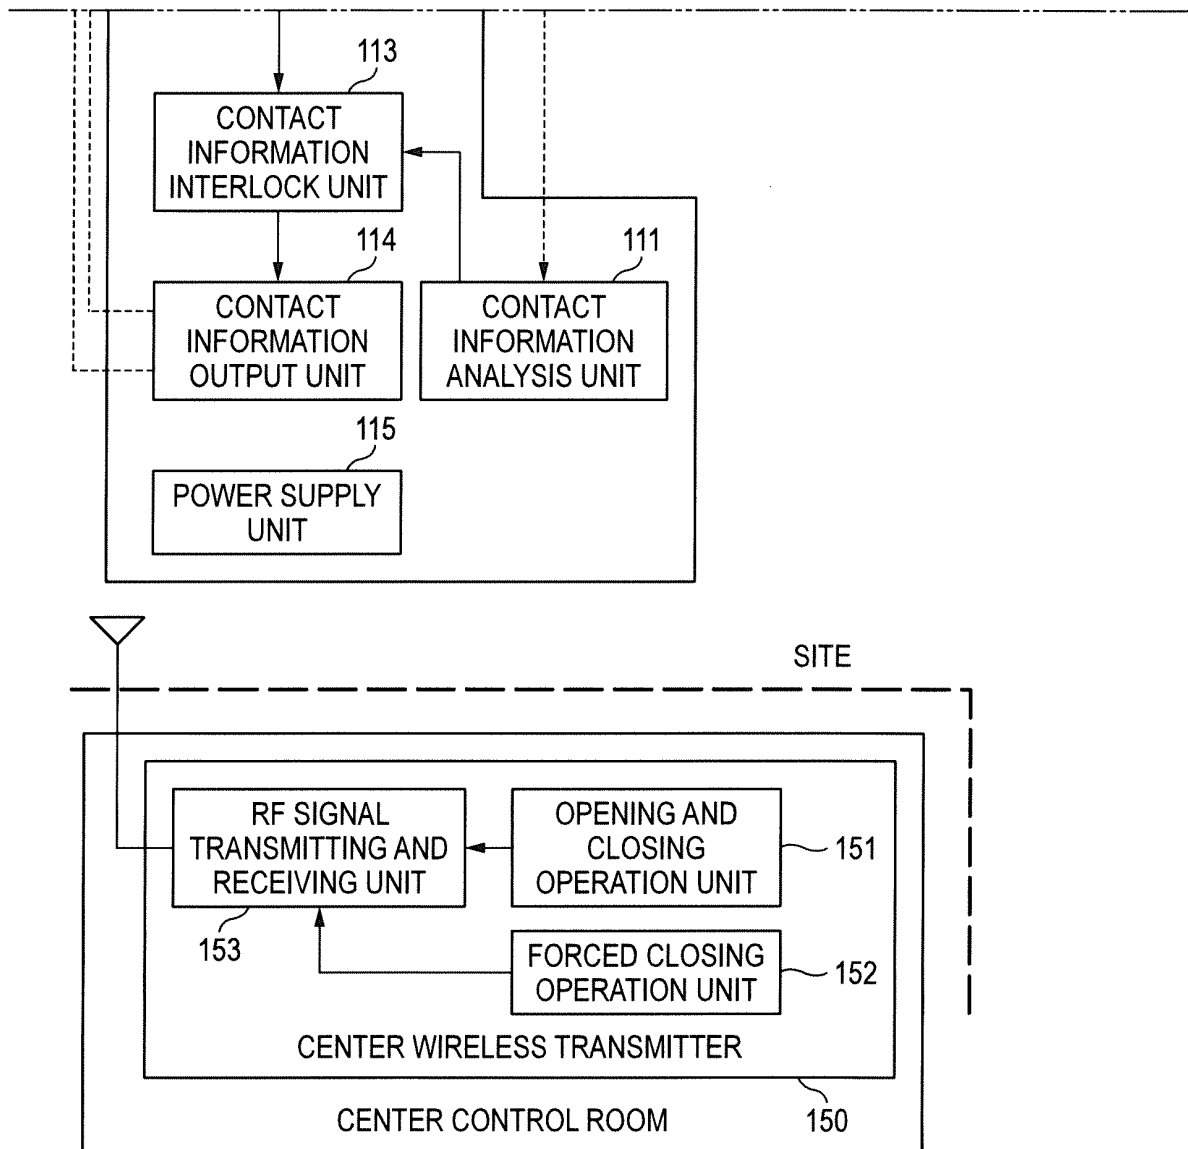 113
CONTACT
INFORMATION
INTERLOCK UNIT
114
CONTACT
INFORMATION
OUTPUT UNIT
111
CONTACT
INFORMATION
ANALYSIS UNIT
115
POWER SUPPLY
UNIT
SITE
RF SIGNAL
TRANSMITTING AND
RECEIVING UNIT
153
OPENING AND
CLOSING
OPERATION UNIT
151
FORCED CLOSING
OPERATION UNIT
152
CENTER WIRELESS TRANSMITTER
150
CENTER CONTROL ROOM